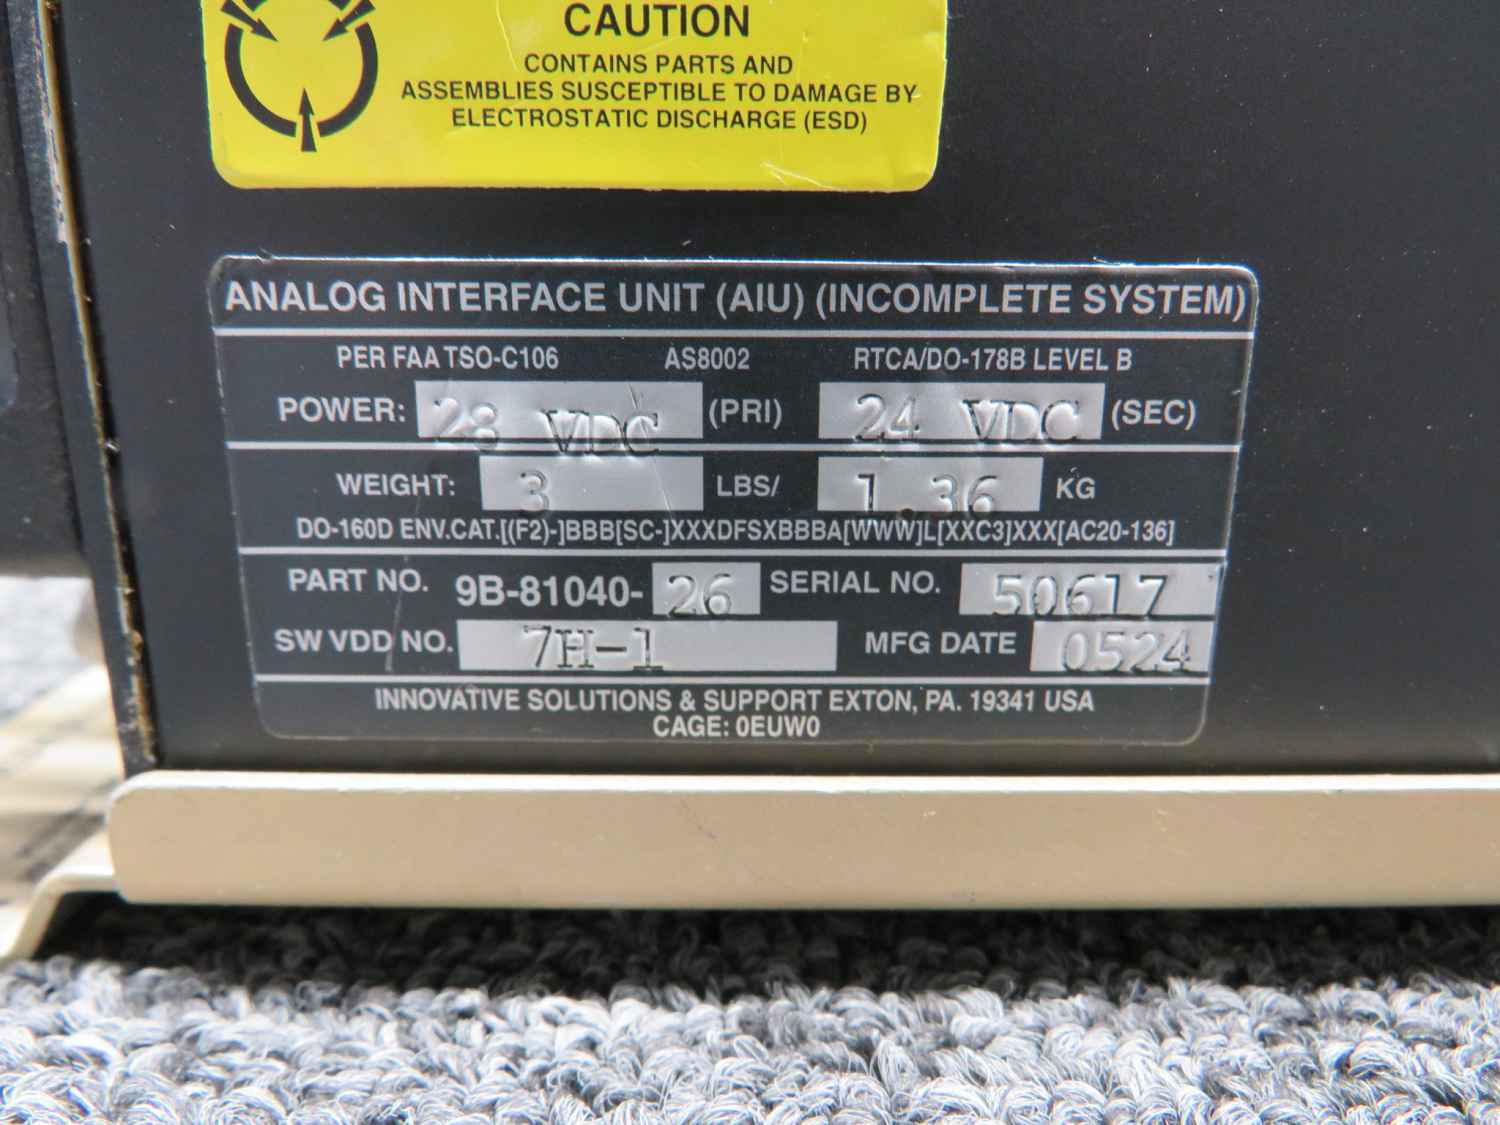 CAUTION
CONTAINS PARTS AND
ASSEMBLIES SUSCEPTIBLE TO DAMAGE BY
ELECTROSTATIC DISCHARGE (ESD)
ANALOG INTERFACE UNIT (AIU) (INCOMPLETE SYSTEM)
PER FAA TSO-C106 AS8002 RTCA/DO-178B LEVEL B
POWER: 28 VDC (PRI) 24 VDC (SEC)
WEIGHT: 3 LBS/ 1.36 KG
DO-160D ENV.CAT.[(F2)-]BBB[SC-]XXXDFSXBBBA[WWW]L[XXC3]XXX[AC20-136]
PART NO. 9B-81040-26 SERIAL NO. 50617
SW VDD NO. 7H-1 MFG DATE 0524
INNOVATIVE SOLUTIONS & SUPPORT EXTON, PA. 19341 USA
CAGE: 0EUW0